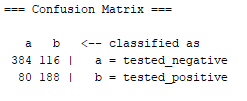 === Confusion Matrix ===
a b <-- classified as
384 116 | a = tested_negative
80 188 | b = tested_positive